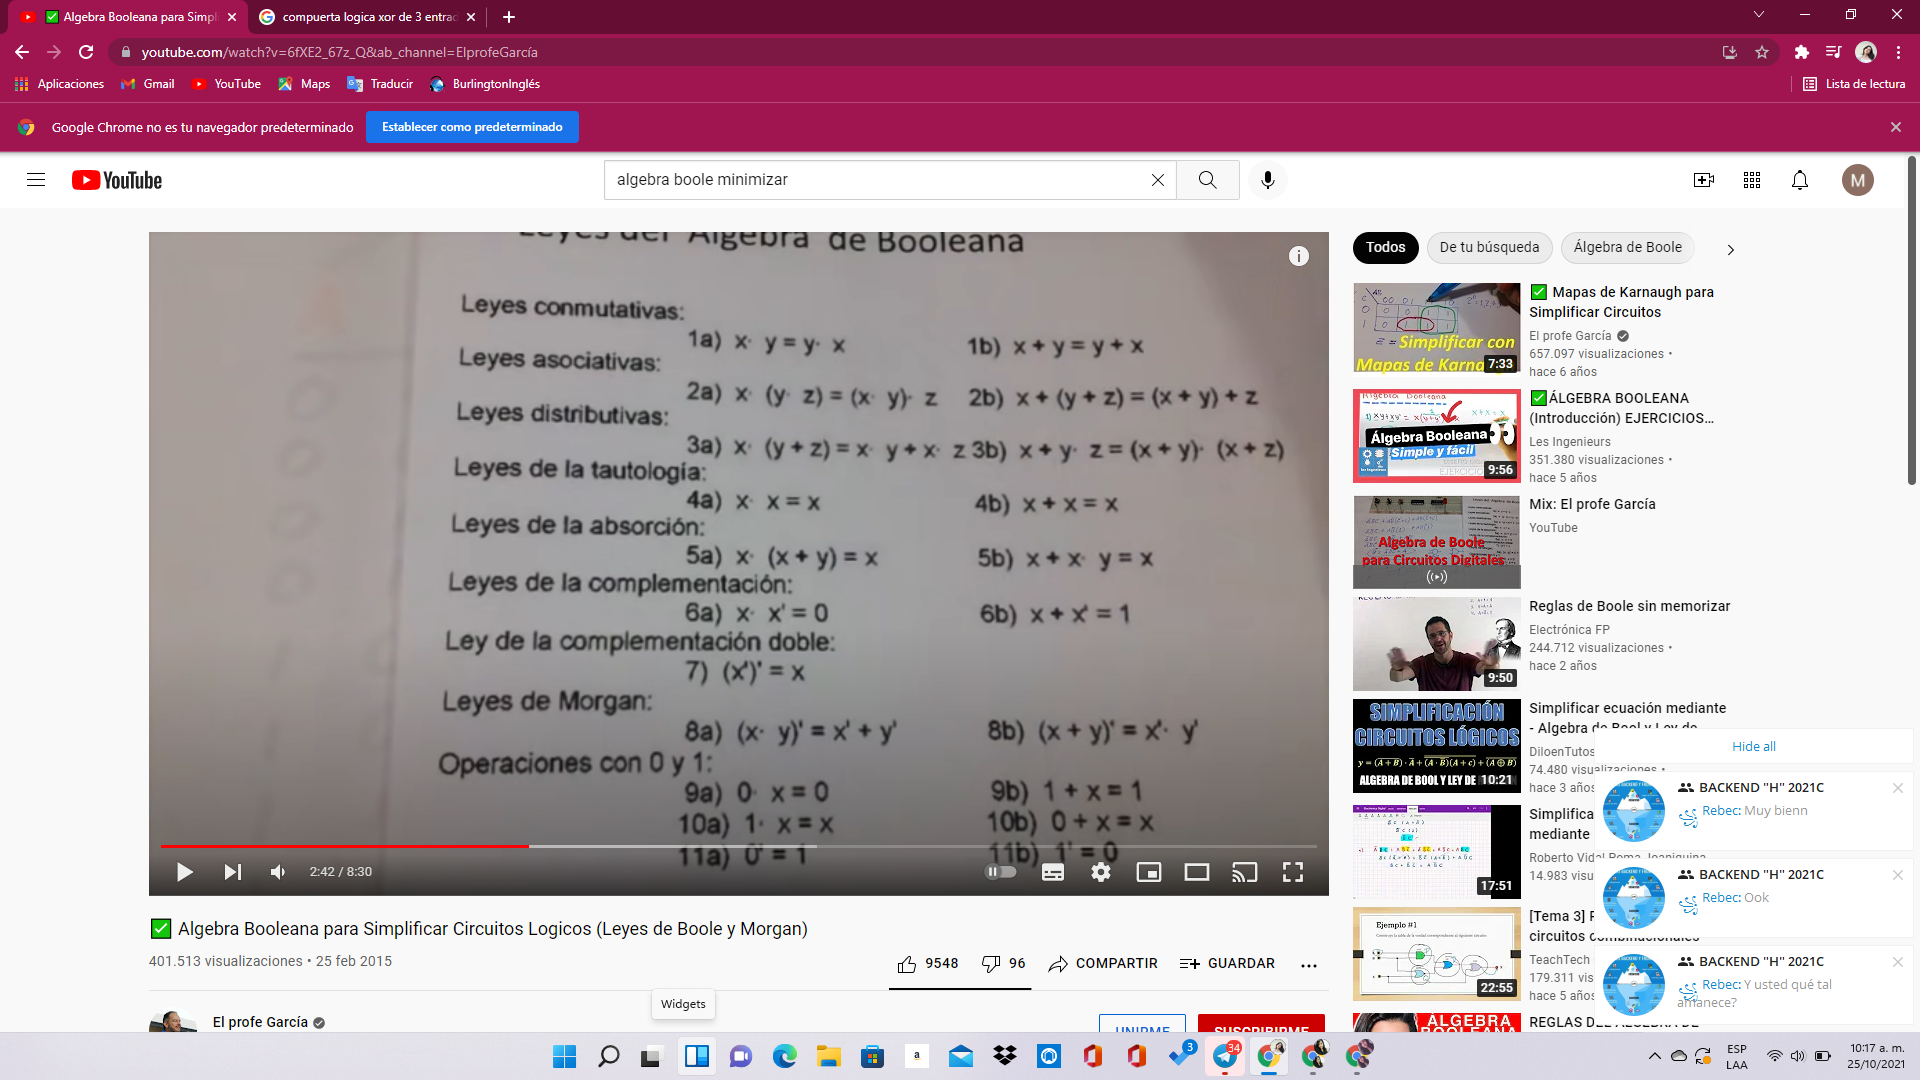 Algebra Booleana para Simpli
compuerta logica xor de 3 entrad
youtube.com/watch?v=6fXE2_67z_Q&ab_channel=ElprofeGarcía
Aplicaciones
Gmail
YouTube
Maps
Traducir
BurlingtonInglés
Lista de lectura
Google Chrome no es tu navegador predeterminado
Establecer como predeterminado
YouTube
algebra boole minimizar
M
Leyes del Algebra de Booleana
Leyes conmutativas:
1a) x· y = y· x 1b) x + y = y + x
Leyes asociativas:
2a) x· (y· z) = (x· y)· z 2b) x + (y + z) = (x + y) + z
Leyes distributivas:
3a) x· (y + z) = x· y + x· z 3b) x + y· z = (x + y)· (x + z)
Leyes de la tautología:
4a) x· x = x 4b) x + x = x
Leyes de la absorción:
5a) x· (x + y) = x 5b) x + x· y = x
Leyes de la complementación:
6a) x· x' = 0 6b) x + x' = 1
Ley de la complementación doble:
7) (x')' = x
Leyes de Morgan:
8a) (x· y)' = x' + y' 8b) (x + y)' = x'· y'
Operaciones con 0 y 1:
9a) 0· x = 0 9b) 1 + x = 1
10a) 1· x = x 10b) 0 + x = x
11a) 0' = 1 11b) 1' = 0
2:42 / 8:30
Algebra Booleana para Simplificar Circuitos Logicos (Leyes de Boole y Morgan)
401.513 visualizaciones • 25 feb 2015
9548
96
COMPARTIR
GUARDAR
El profe García
UNIRME
SUSCRIBIRME
Widgets
Todos
De tu búsqueda
Álgebra de Boole
Simplificar con
Mapas de Karna
7:33
Mapas de Karnaugh para
Simplificar Circuitos
El profe García
657.097 visualizaciones •
hace 6 años
Álgebra Booleana
Simple y fácil
9:56
ÁLGEBRA BOOLEANA
(Introducción) EJERCICIOS...
Les Ingenieurs
351.380 visualizaciones •
hace 5 años
Algebra de Boole
para Circuitos Digitales
Mix: El profe García
YouTube
9:50
Reglas de Boole sin memorizar
Electrónica FP
244.712 visualizaciones •
hace 2 años
SIMPLIFICACIÓN
CIRCUITOS LÓGICOS
ALGEBRA DE BOOL Y LEY DE
10:21
Simplificar ecuación mediante
- Algebra de Bool y Ley de
DiloenTutos
74.480 visualizaciones •
hace 3 años
17:51
Simplifica
mediante
Roberto Vidal
14.983 visu
Ejemplo #1
22:55
[Tema 3]
circuitos combinacionales
TeachTech
179.311 vis
hace 5 años
ÁLGEBRA
BOOLEANA
REGLAS DEL ALGEBRA DE
Hide all
BACKEND "H" 2021C
Rebec: Muy bienn
BACKEND "H" 2021C
Rebec: Ook
BACKEND "H" 2021C
Rebec: Y usted qué tal
amanece?
3
34
ESP
LAA
10:17 a. m.
25/10/2021